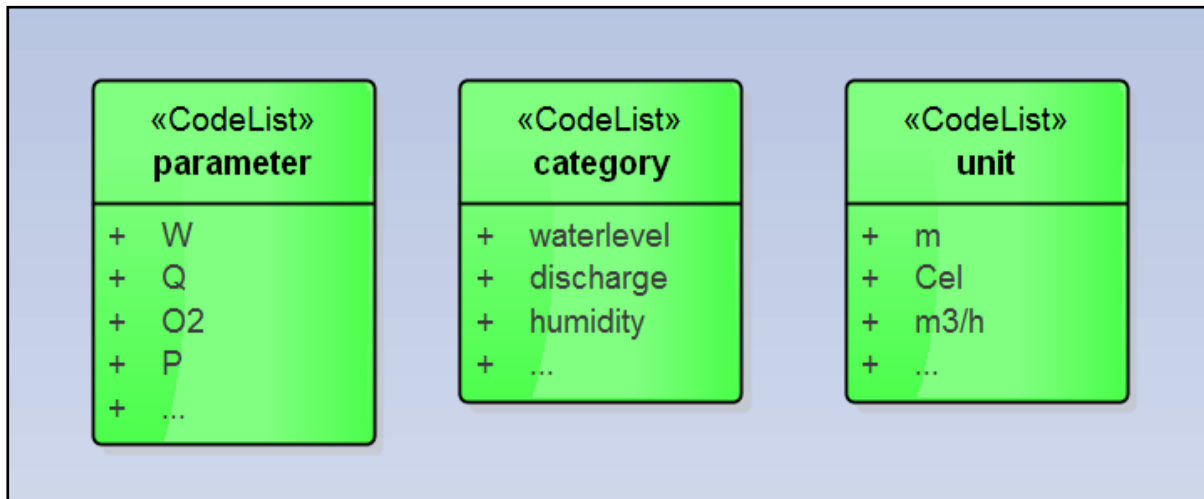 «CodeList»
parameter
+ W
+ Q
+ O2
+ P
+ ...
«CodeList»
category
+ waterlevel
+ discharge
+ humidity
+ ...
«CodeList»
unit
+ m
+ Cel
+ m3/h
+ ...